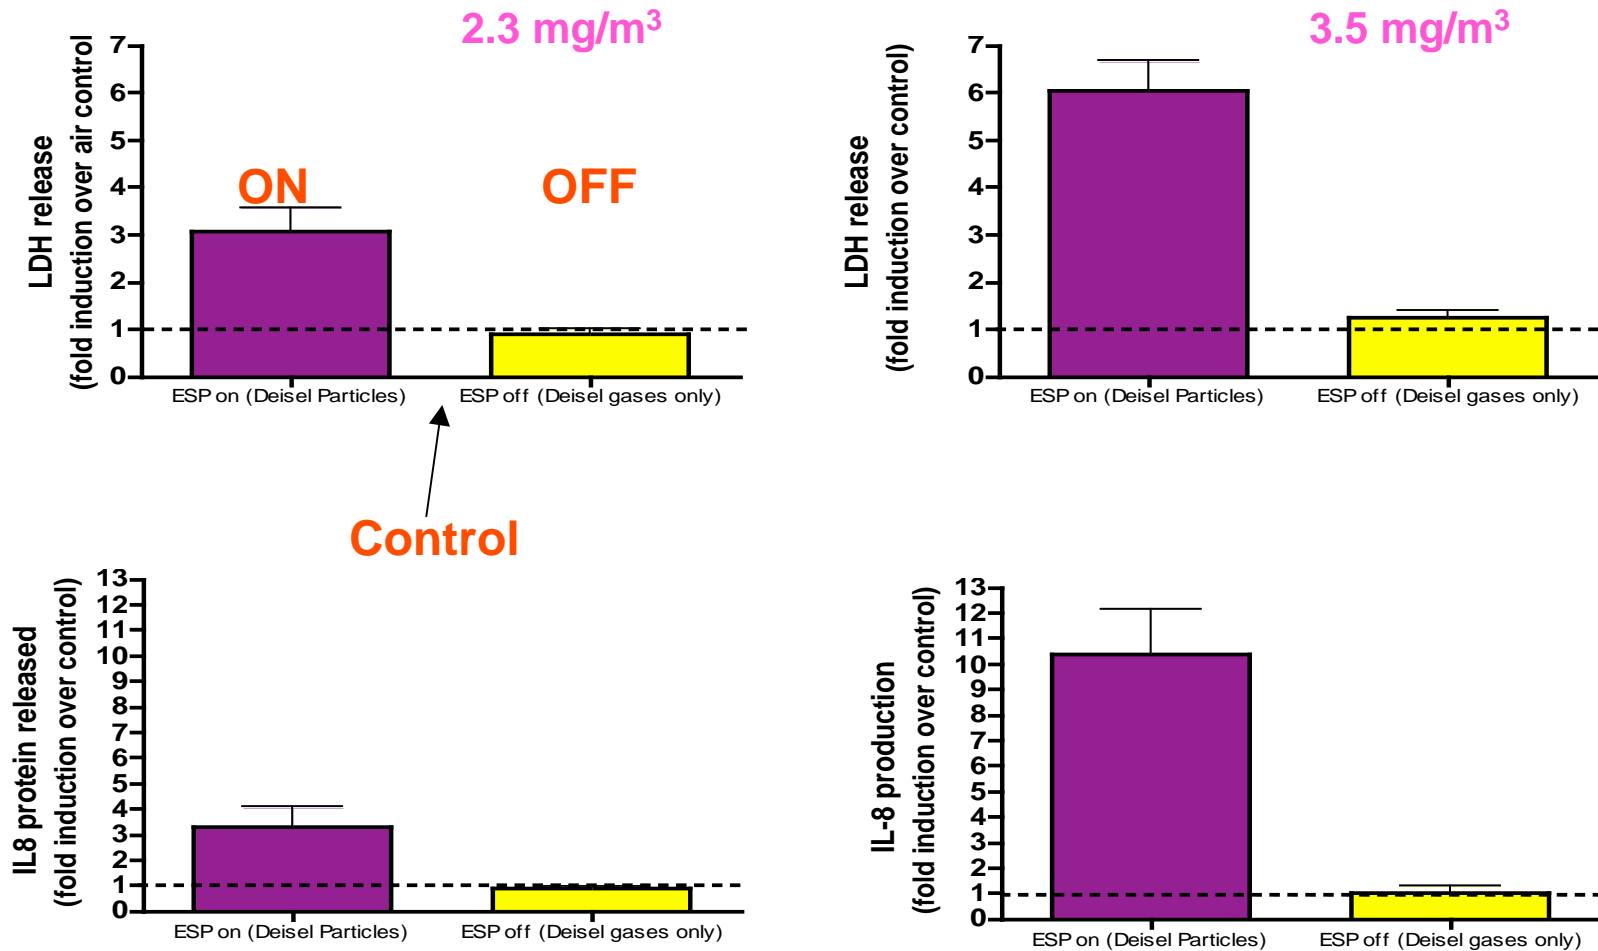 2.3 mg/m³
LDH release
(fold induction over air control)
7
6
5
4
3
2
1
0
ON
OFF
ESP on (Deisel Particles)
ESP off (Deisel gases only)
3.5 mg/m³
LDH release
(fold induction over control)
7
6
5
4
3
2
1
0
ESP on (Deisel Particles)
ESP off (Deisel gases only)
Control
IL8 protein released
(fold induction over control)
13
12
11
10
9
8
7
6
5
4
3
2
1
0
ESP on (Deisel Particles)
ESP off (Deisel gases only)
IL-8 production
(fold induction over control)
13
12
11
10
9
8
7
6
5
4
3
2
1
0
ESP on (Deisel Particles)
ESP off (Deisel gases only)